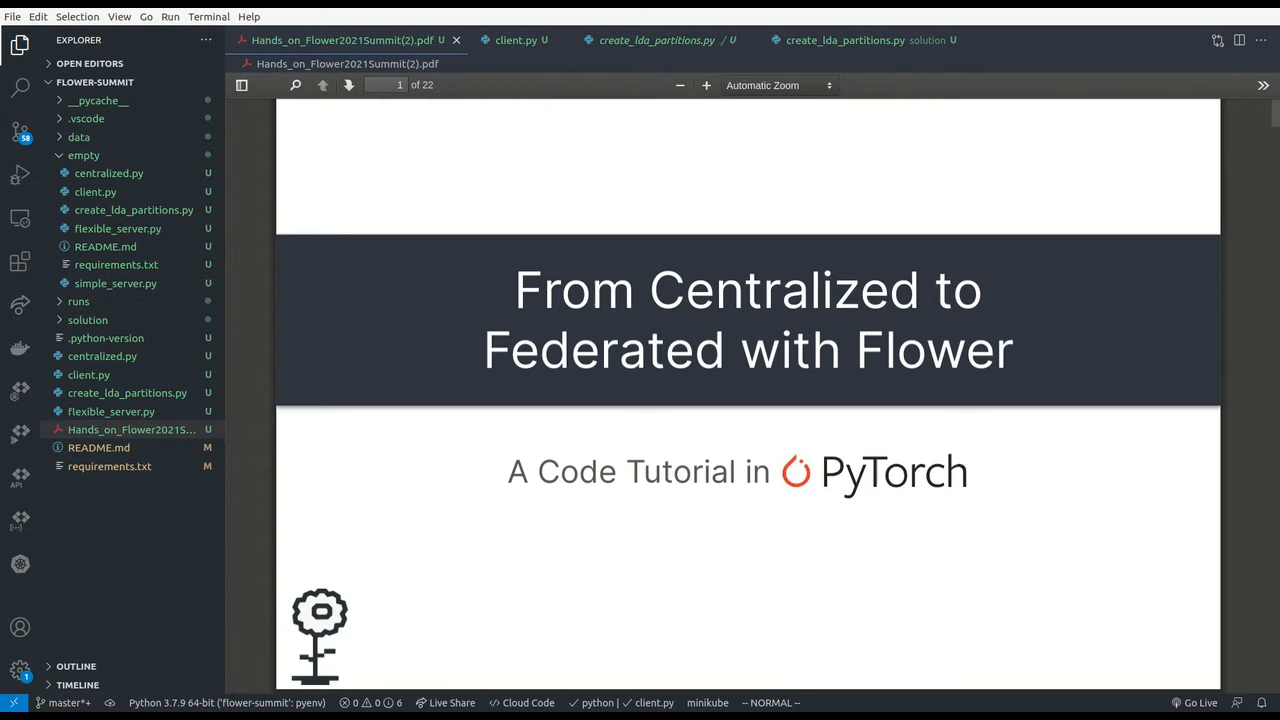 File Edit Selection View Go Run Terminal Help
EXPLORER ···
Hands_on_Flower2021Summit(2).pdf U
client.py U
create_lda_partitions.py / U
create_lda_partitions.py solution U
OPEN EDITORS
Hands_on_Flower2021Summit(2).pdf
FLOWER-SUMMIT
1 of 22
Automatic Zoom
__pycache__
.vscode
data
empty
centralized.py U
client.py U
create_lda_partitions.py U
flexible_server.py U
README.md U
requirements.txt U
simple_server.py U
runs
solution
.python-version U
centralized.py U
client.py U
create_lda_partitions.py U
flexible_server.py U
Hands_on_Flower2021S... U
README.md M
requirements.txt M
58
API
1
From Centralized to
Federated with Flower
A Code Tutorial in PyTorch
OUTLINE
TIMELINE
master*+ Python 3.7.9 64-bit ('flower-summit': pyenv) 0 0 6 Live Share Cloud Code python | client.py minikube -- NORMAL -- Go Live